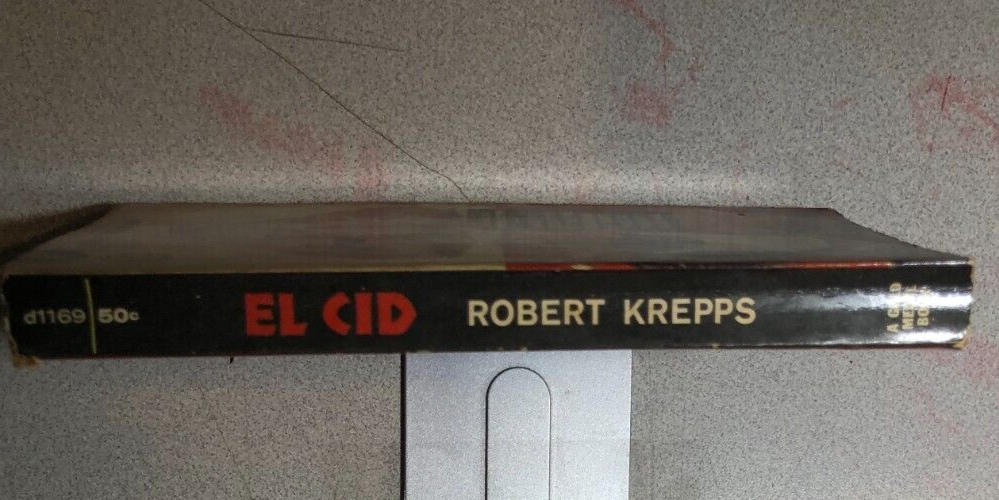 d1169 50c
EL CID
ROBERT KREPPS
A GOLD
MEDAL
BOOK